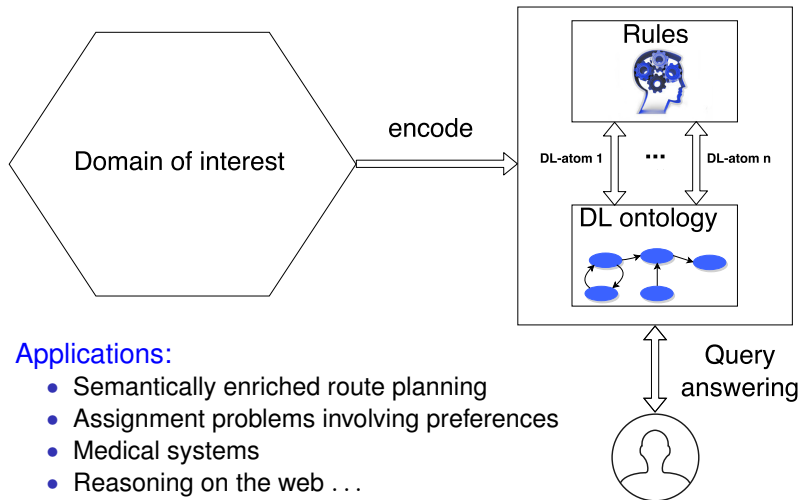 Rules
Domain of interest
encode
DL-atom 1
...
DL-atom n
DL ontology
Applications:
• Semantically enriched route planning
• Assignment problems involving preferences
• Medical systems
• Reasoning on the web . . .
Query
answering